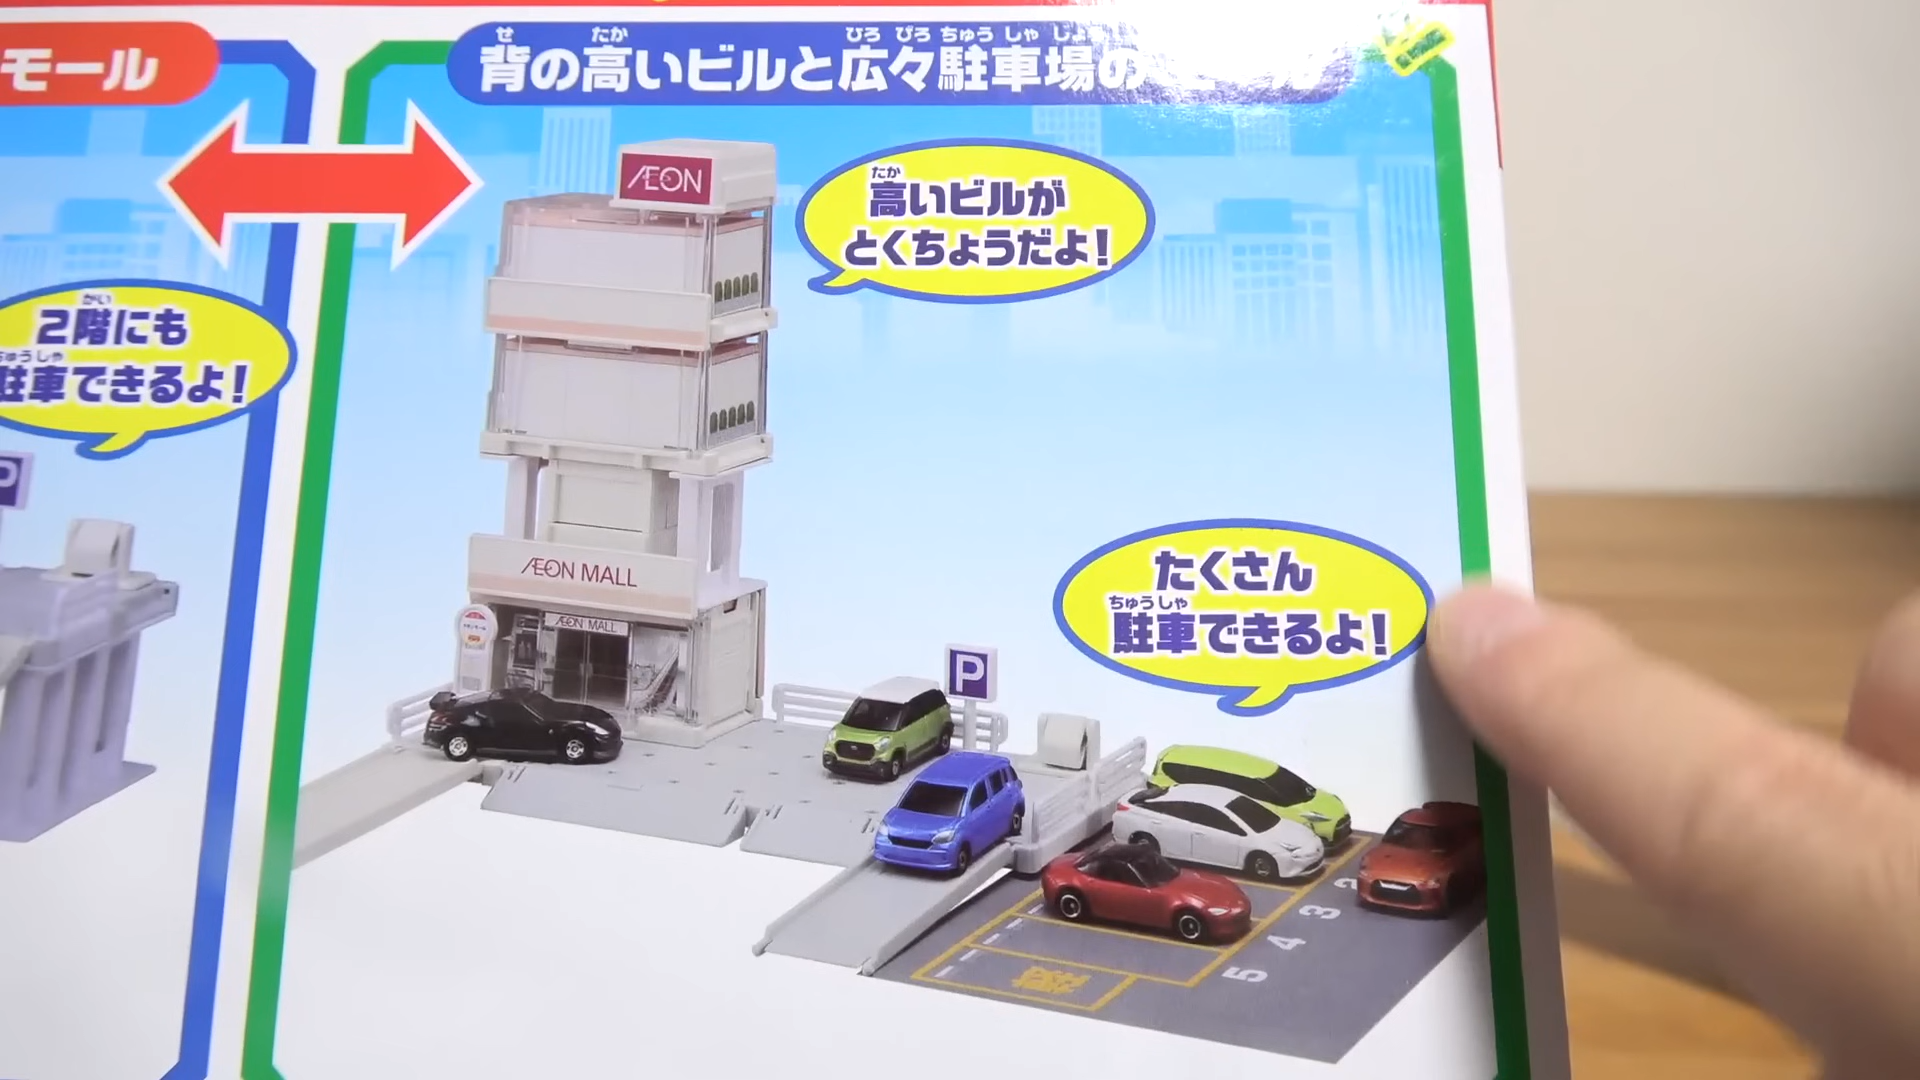 モール
背の高いビルと広々駐車場の
せ たか ひろ びろ ちゅう しゃ じょ
ÆON
たか
高いビルが
とくちょうだよ!
がい
2階にも
ちゅうしゃ
駐車できるよ!
P
ÆON MALL
ÆON MALL
たくさん
ちゅうしゃ
駐車できるよ!
P
2
3
4
5